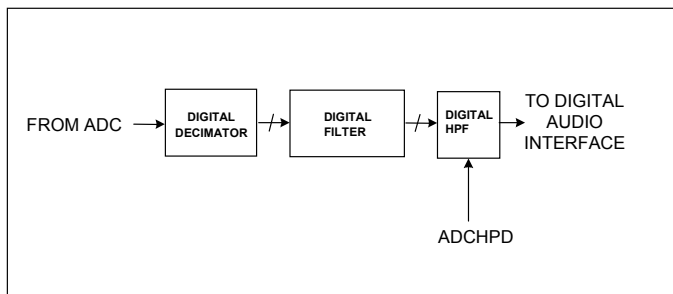 FROM ADC
DIGITAL
DECIMATOR
DIGITAL
FILTER
DIGITAL
HPF
TO DIGITAL
AUDIO
INTERFACE
ADCHPD